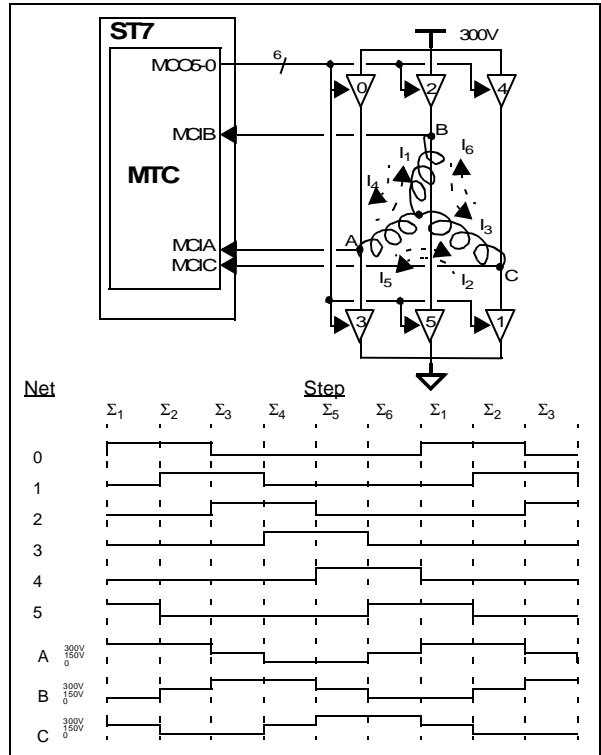 ST7
300V
MCO5-0
6
0 2 4
MCIB
B
I1 I6
MTC
I4
I3
MCIA
A
MCIC
C
I5 I2
3 5 1
Net Step
Σ1 Σ2 Σ3 Σ4 Σ5 Σ6 Σ1 Σ2 Σ3
0
1
2
3
4
5
A 300V 150V 0
B 300V 150V 0
C 300V 150V 0